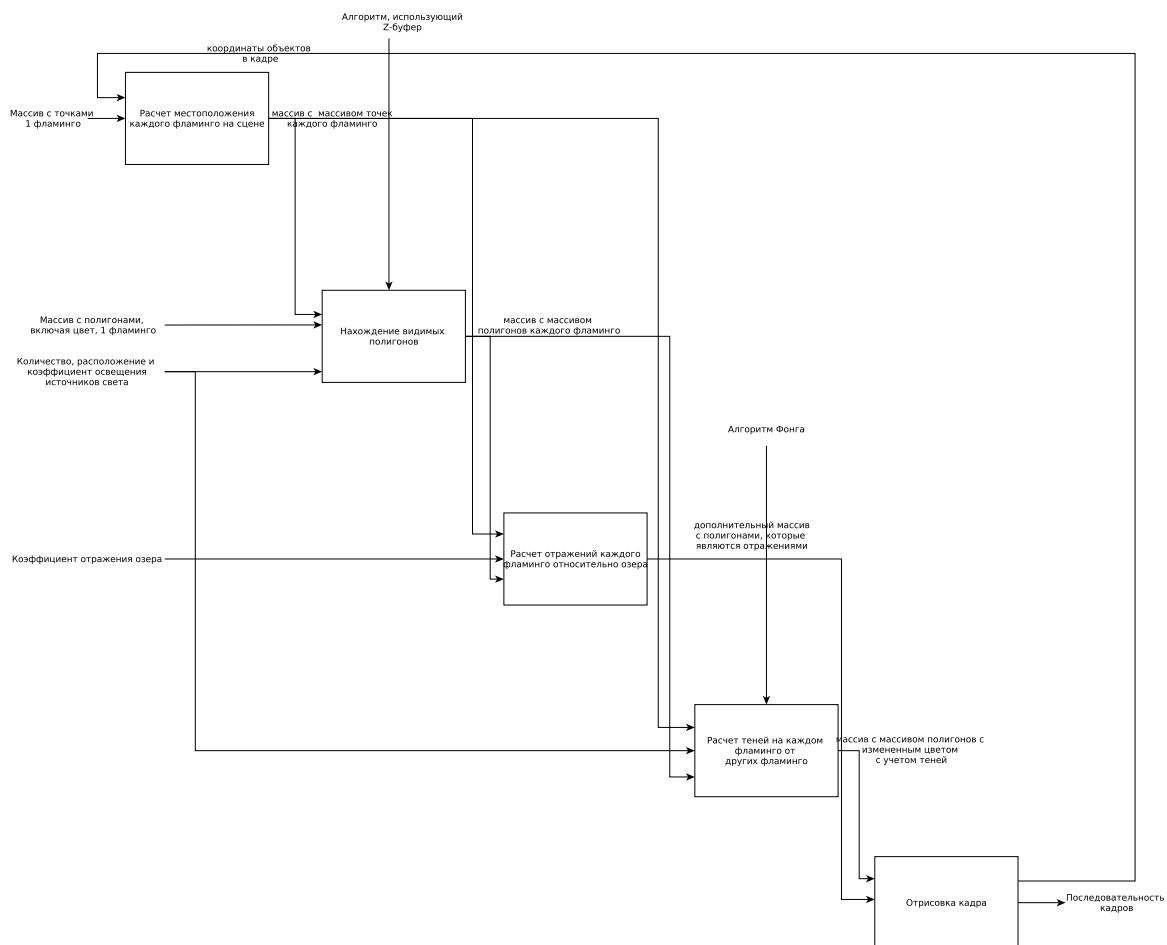 Алгоритм, использующий
Z-буфер
координаты объектов
в кадре
Массив с точками
1 фламинго
Расчет местоположения
каждого фламинго на сцене
массив с массивом точек
каждого фламинго
Массив с полигонами,
включая цвет, 1 фламинго
Нахождение видимых
полигонов
массив с массивом
полигонов каждого фламинго
Количество, расположение и
коэффициент освещения
источников света
Алгоритм Фонга
дополнительный массив
с полигонами, которые
являются отражениями
Коэффициент отражения озера
Расчет отражений каждого
фламинго относительно озера
Расчет теней на каждом
фламинго от
других фламинго
массив с массивом полигонов с
измененным цветом
с учетом теней
Отрисовка кадра
Последовательность
кадров